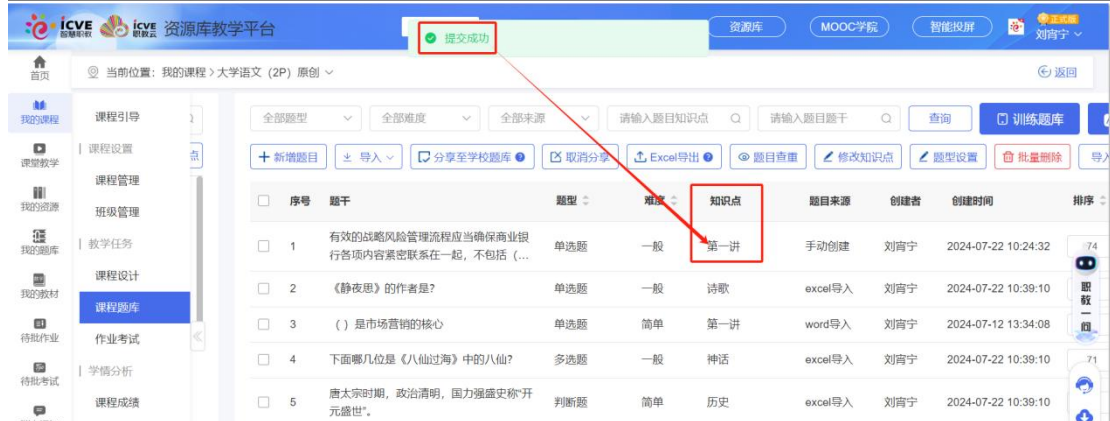 icve 智慧职教 icve 职教云 资源库教学平台
提交成功
资源库 MOOC学院 智能投屏 正式版 刘宵宁
首页
当前位置：我的课程 > 大学语文（2P）原创
返回
我的课程
课堂教学
我的资源
我的题库
我的教材
待批作业
待批考试
课程引导
课程设置
课程管理
班级管理
教学任务
课程设计
课程题库
作业考试
学情分析
课程成绩
点
全部题型 全部难度 全部来源 请输入题目知识点 请输入题目题干 查询 训练题库
新增题目 导入 分享至学校题库 取消分享 Excel导出 题目查重 修改知识点 题型设置 批量删除 导入
序号 题干 题型 难度 知识点 题目来源 创建者 创建时间 排序
1 有效的战略风险管理流程应当确保商业银
行各项内容紧密联系在一起，不包括（... 单选题 一般 第一讲 手动创建 刘宵宁 2024-07-22 10:24:32 74
2 《静夜思》的作者是? 单选题 一般 诗歌 excel导入 刘宵宁 2024-07-22 10:39:10
3 （ ）是市场营销的核心 单选题 简单 第一讲 word导入 刘宵宁 2024-07-12 13:34:08
4 下面哪几位是《八仙过海》中的八仙? 多选题 一般 神话 excel导入 刘宵宁 2024-07-22 10:39:10 71
5 唐太宗时期，政治清明，国力强盛史称“开
元盛世”。 判断题 简单 历史 excel导入 刘宵宁 2024-07-22 10:39:10
职教一问